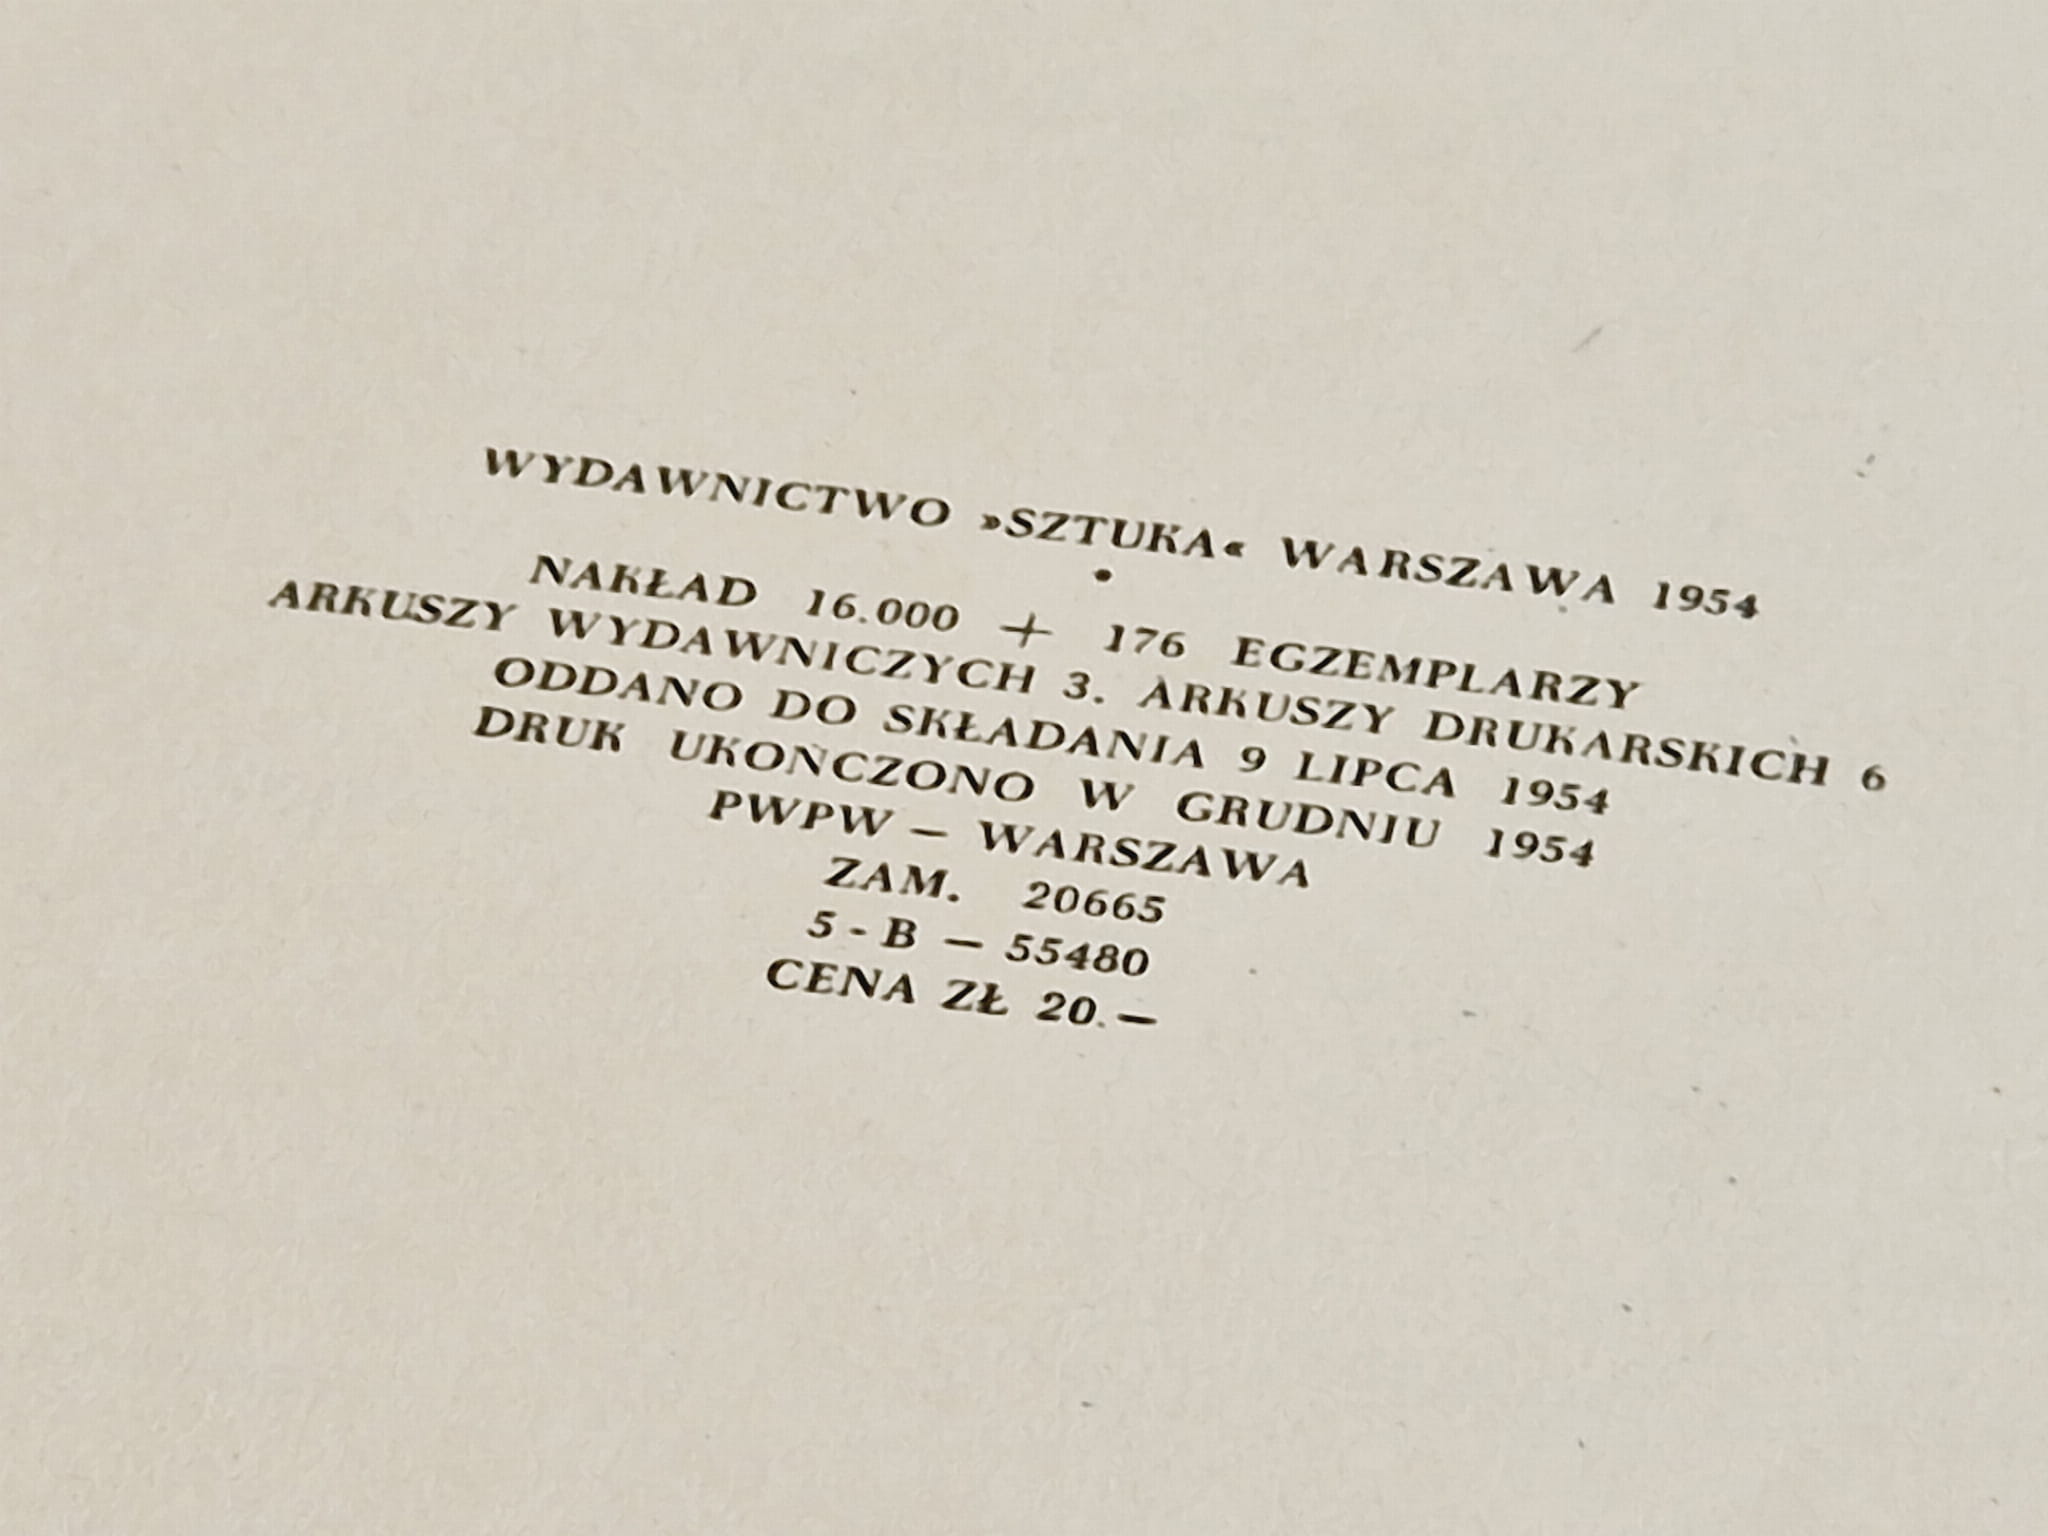 WYDAWNICTWO »SZTUKA« WARSZAWA 1954
•
NAKŁAD 16.000 + 176 EGZEMPLARZY
ARKUSZY WYDAWNICZYCH 3. ARKUSZY DRUKARSKICH 6
ODDANO DO SKŁADANIA 9 LIPCA 1954
DRUK UKOŃCZONO W GRUDNIU 1954
PWPW — WARSZAWA
ZAM. 20665
5 - B — 55480
CENA ZŁ 20.—